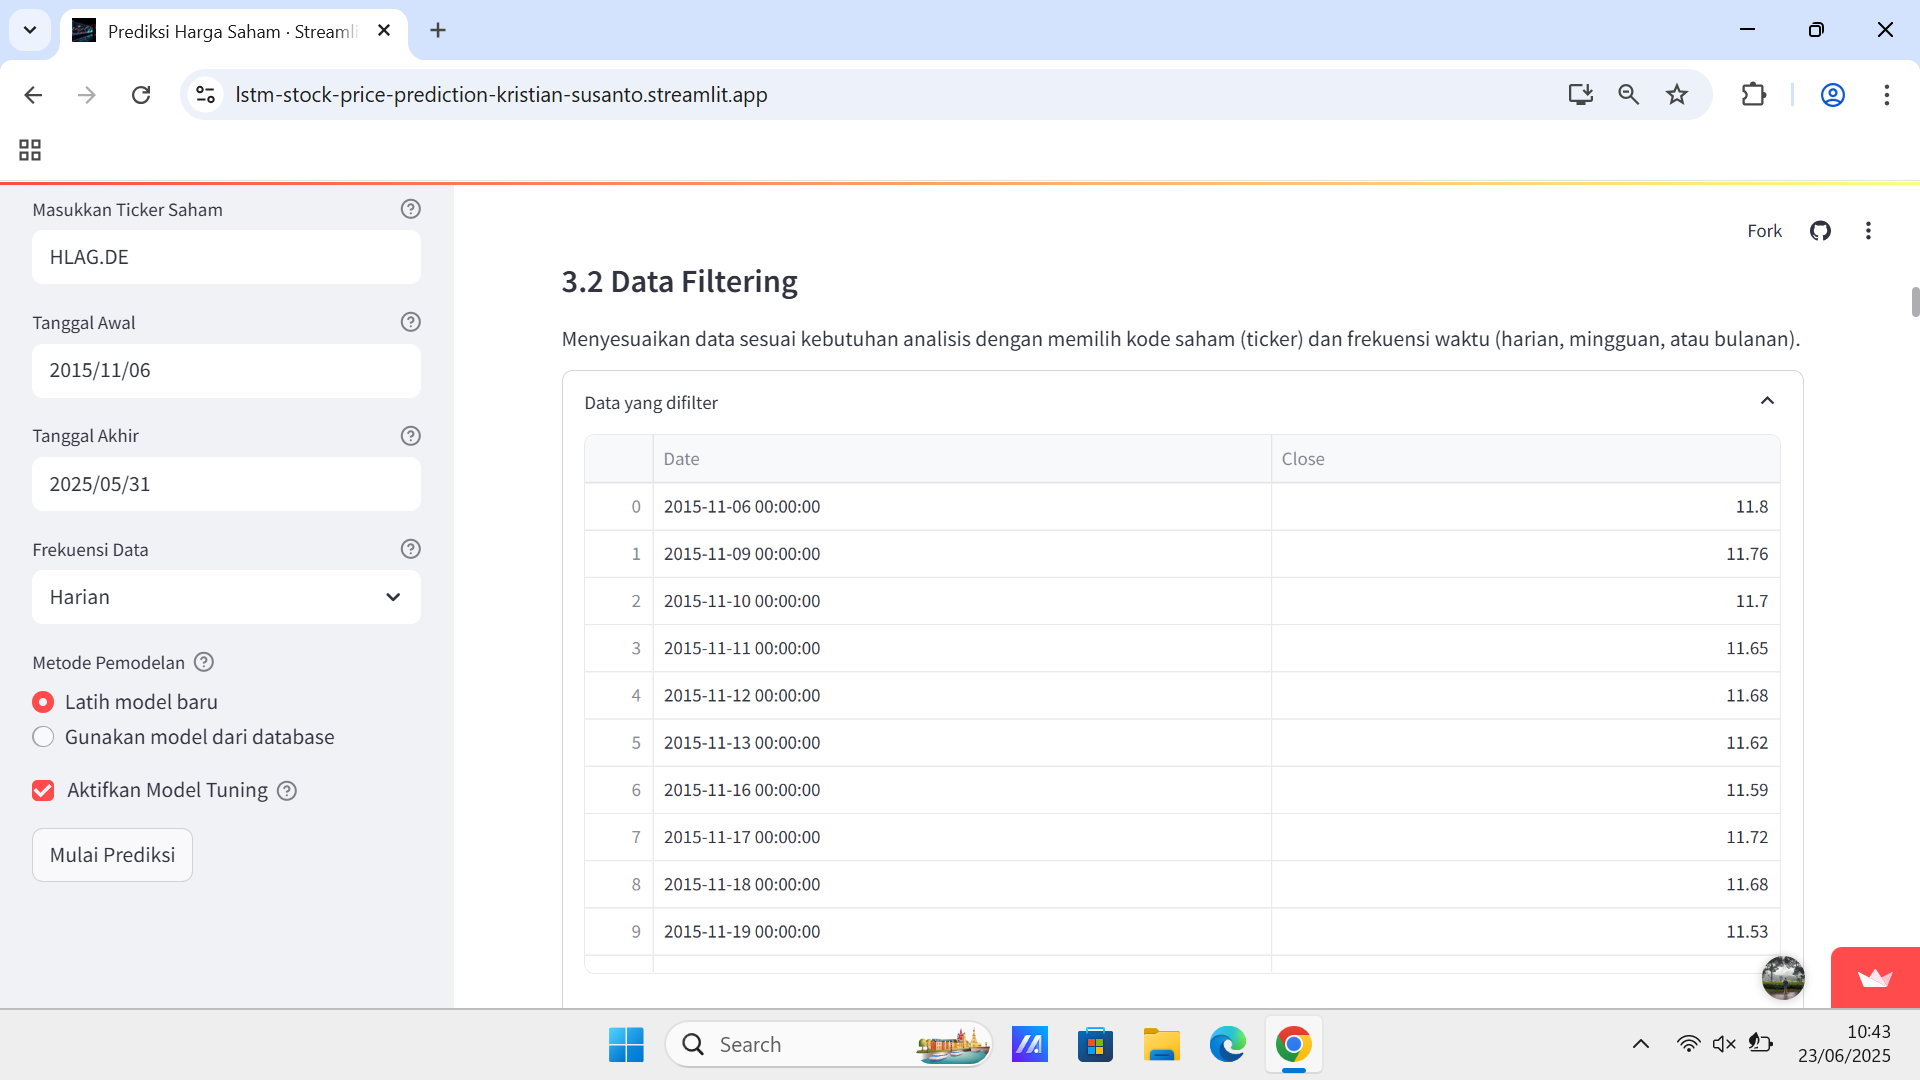 Prediksi Harga Saham · Streamli
lstm-stock-price-prediction-kristian-susanto.streamlit.app
Masukkan Ticker Saham
HLAG.DE
Tanggal Awal
2015/11/06
Tanggal Akhir
2025/05/31
Frekuensi Data
Harian
Metode Pemodelan
Latih model baru
Gunakan model dari database
Aktifkan Model Tuning
Mulai Prediksi
Fork
3.2 Data Filtering
Menyesuaikan data sesuai kebutuhan analisis dengan memilih kode saham (ticker) dan frekuensi waktu (harian, mingguan, atau bulanan).
Data yang difilter
Date Close
0 2015-11-06 00:00:00 11.8
1 2015-11-09 00:00:00 11.76
2 2015-11-10 00:00:00 11.7
3 2015-11-11 00:00:00 11.65
4 2015-11-12 00:00:00 11.68
5 2015-11-13 00:00:00 11.62
6 2015-11-16 00:00:00 11.59
7 2015-11-17 00:00:00 11.72
8 2015-11-18 00:00:00 11.68
9 2015-11-19 00:00:00 11.53
Search
10:43
23/06/2025